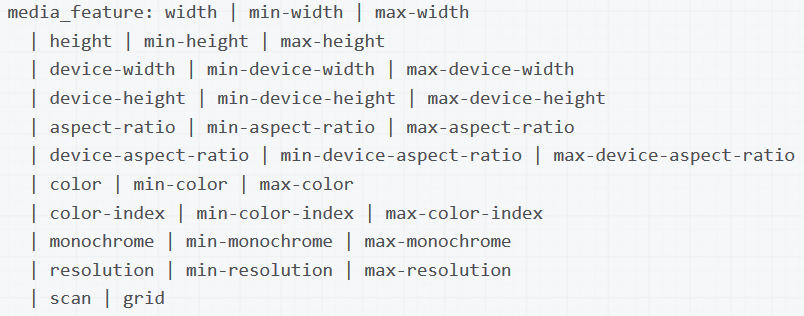 media_feature: width | min-width | max-width
| height | min-height | max-height
| device-width | min-device-width | max-device-width
| device-height | min-device-height | max-device-height
| aspect-ratio | min-aspect-ratio | max-aspect-ratio
| device-aspect-ratio | min-device-aspect-ratio | max-device-aspect-ratio
| color | min-color | max-color
| color-index | min-color-index | max-color-index
| monochrome | min-monochrome | max-monochrome
| resolution | min-resolution | max-resolution
| scan | grid